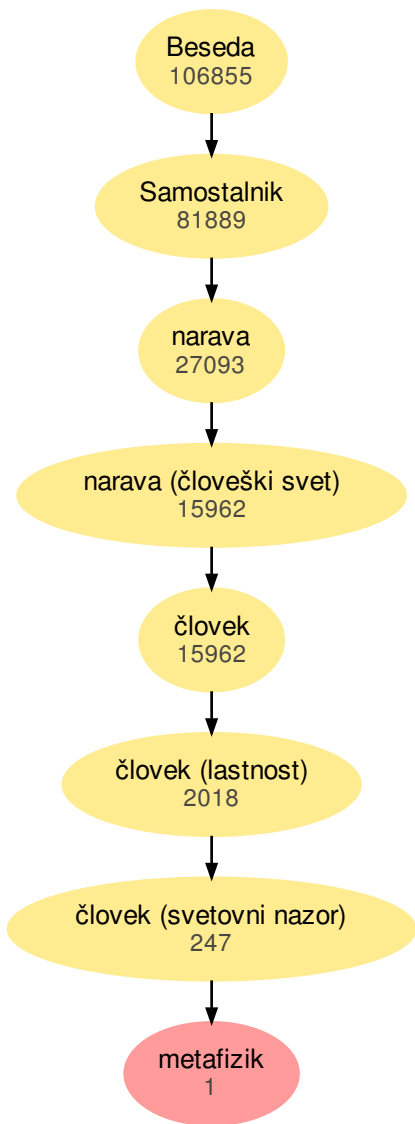 Beseda
106855
Samostalnik
81889
narava
27093
narava (človeški svet)
15962
človek
15962
človek (lastnost)
2018
človek (svetovni nazor)
247
metafizik
1